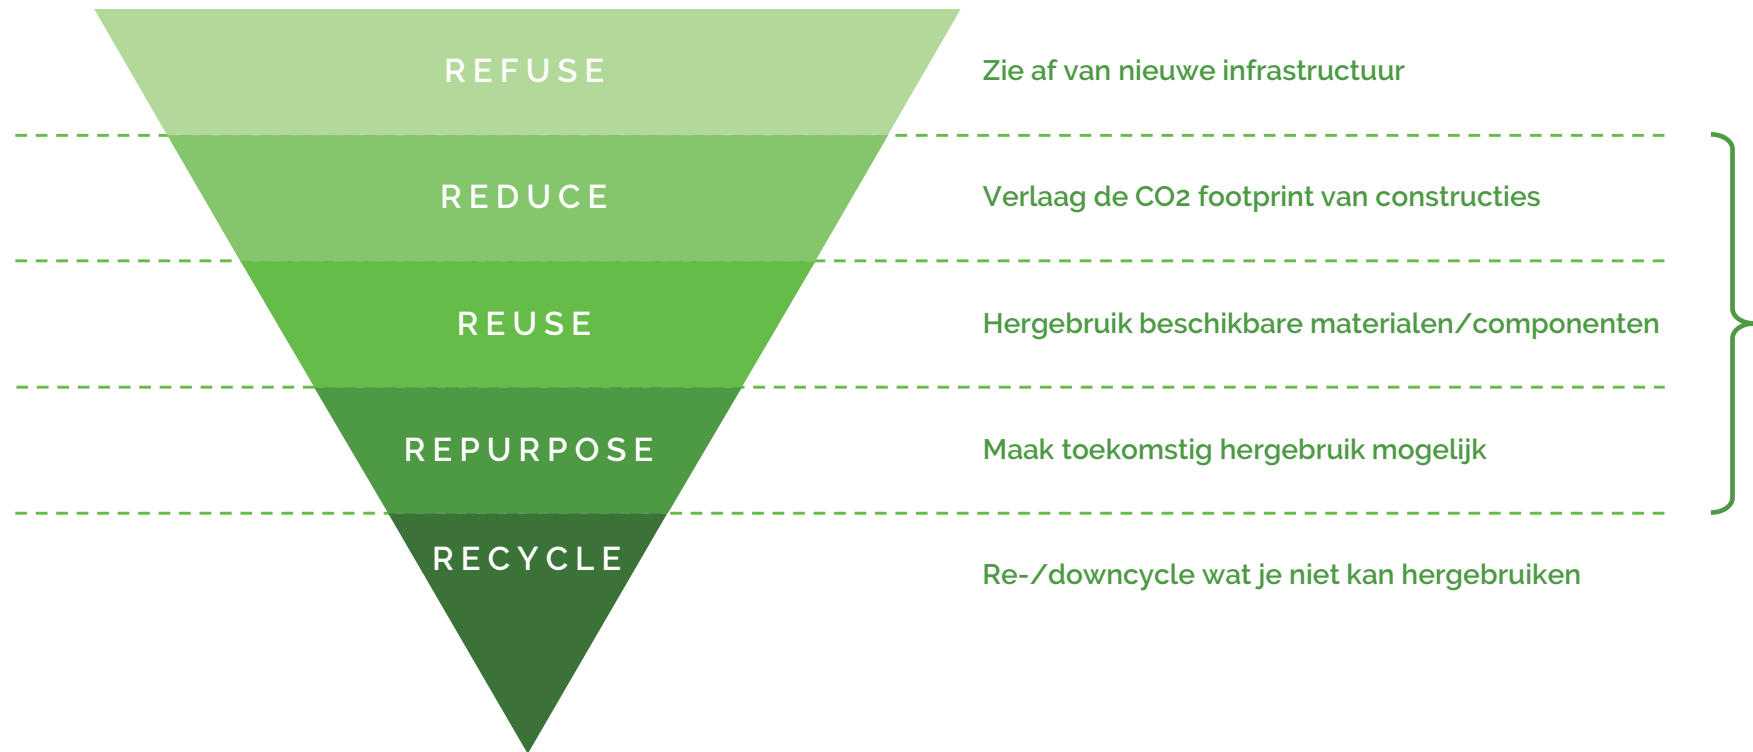 REFUSE
Zie af van nieuwe infrastructuur
REDUCE
Verlaag de CO2 footprint van constructies
REUSE
Hergebruik beschikbare materialen/componenten
REPURPOSE
Maak toekomstig hergebruik mogelijk
RECYCLE
Re-/downcycle wat je niet kan hergebruiken